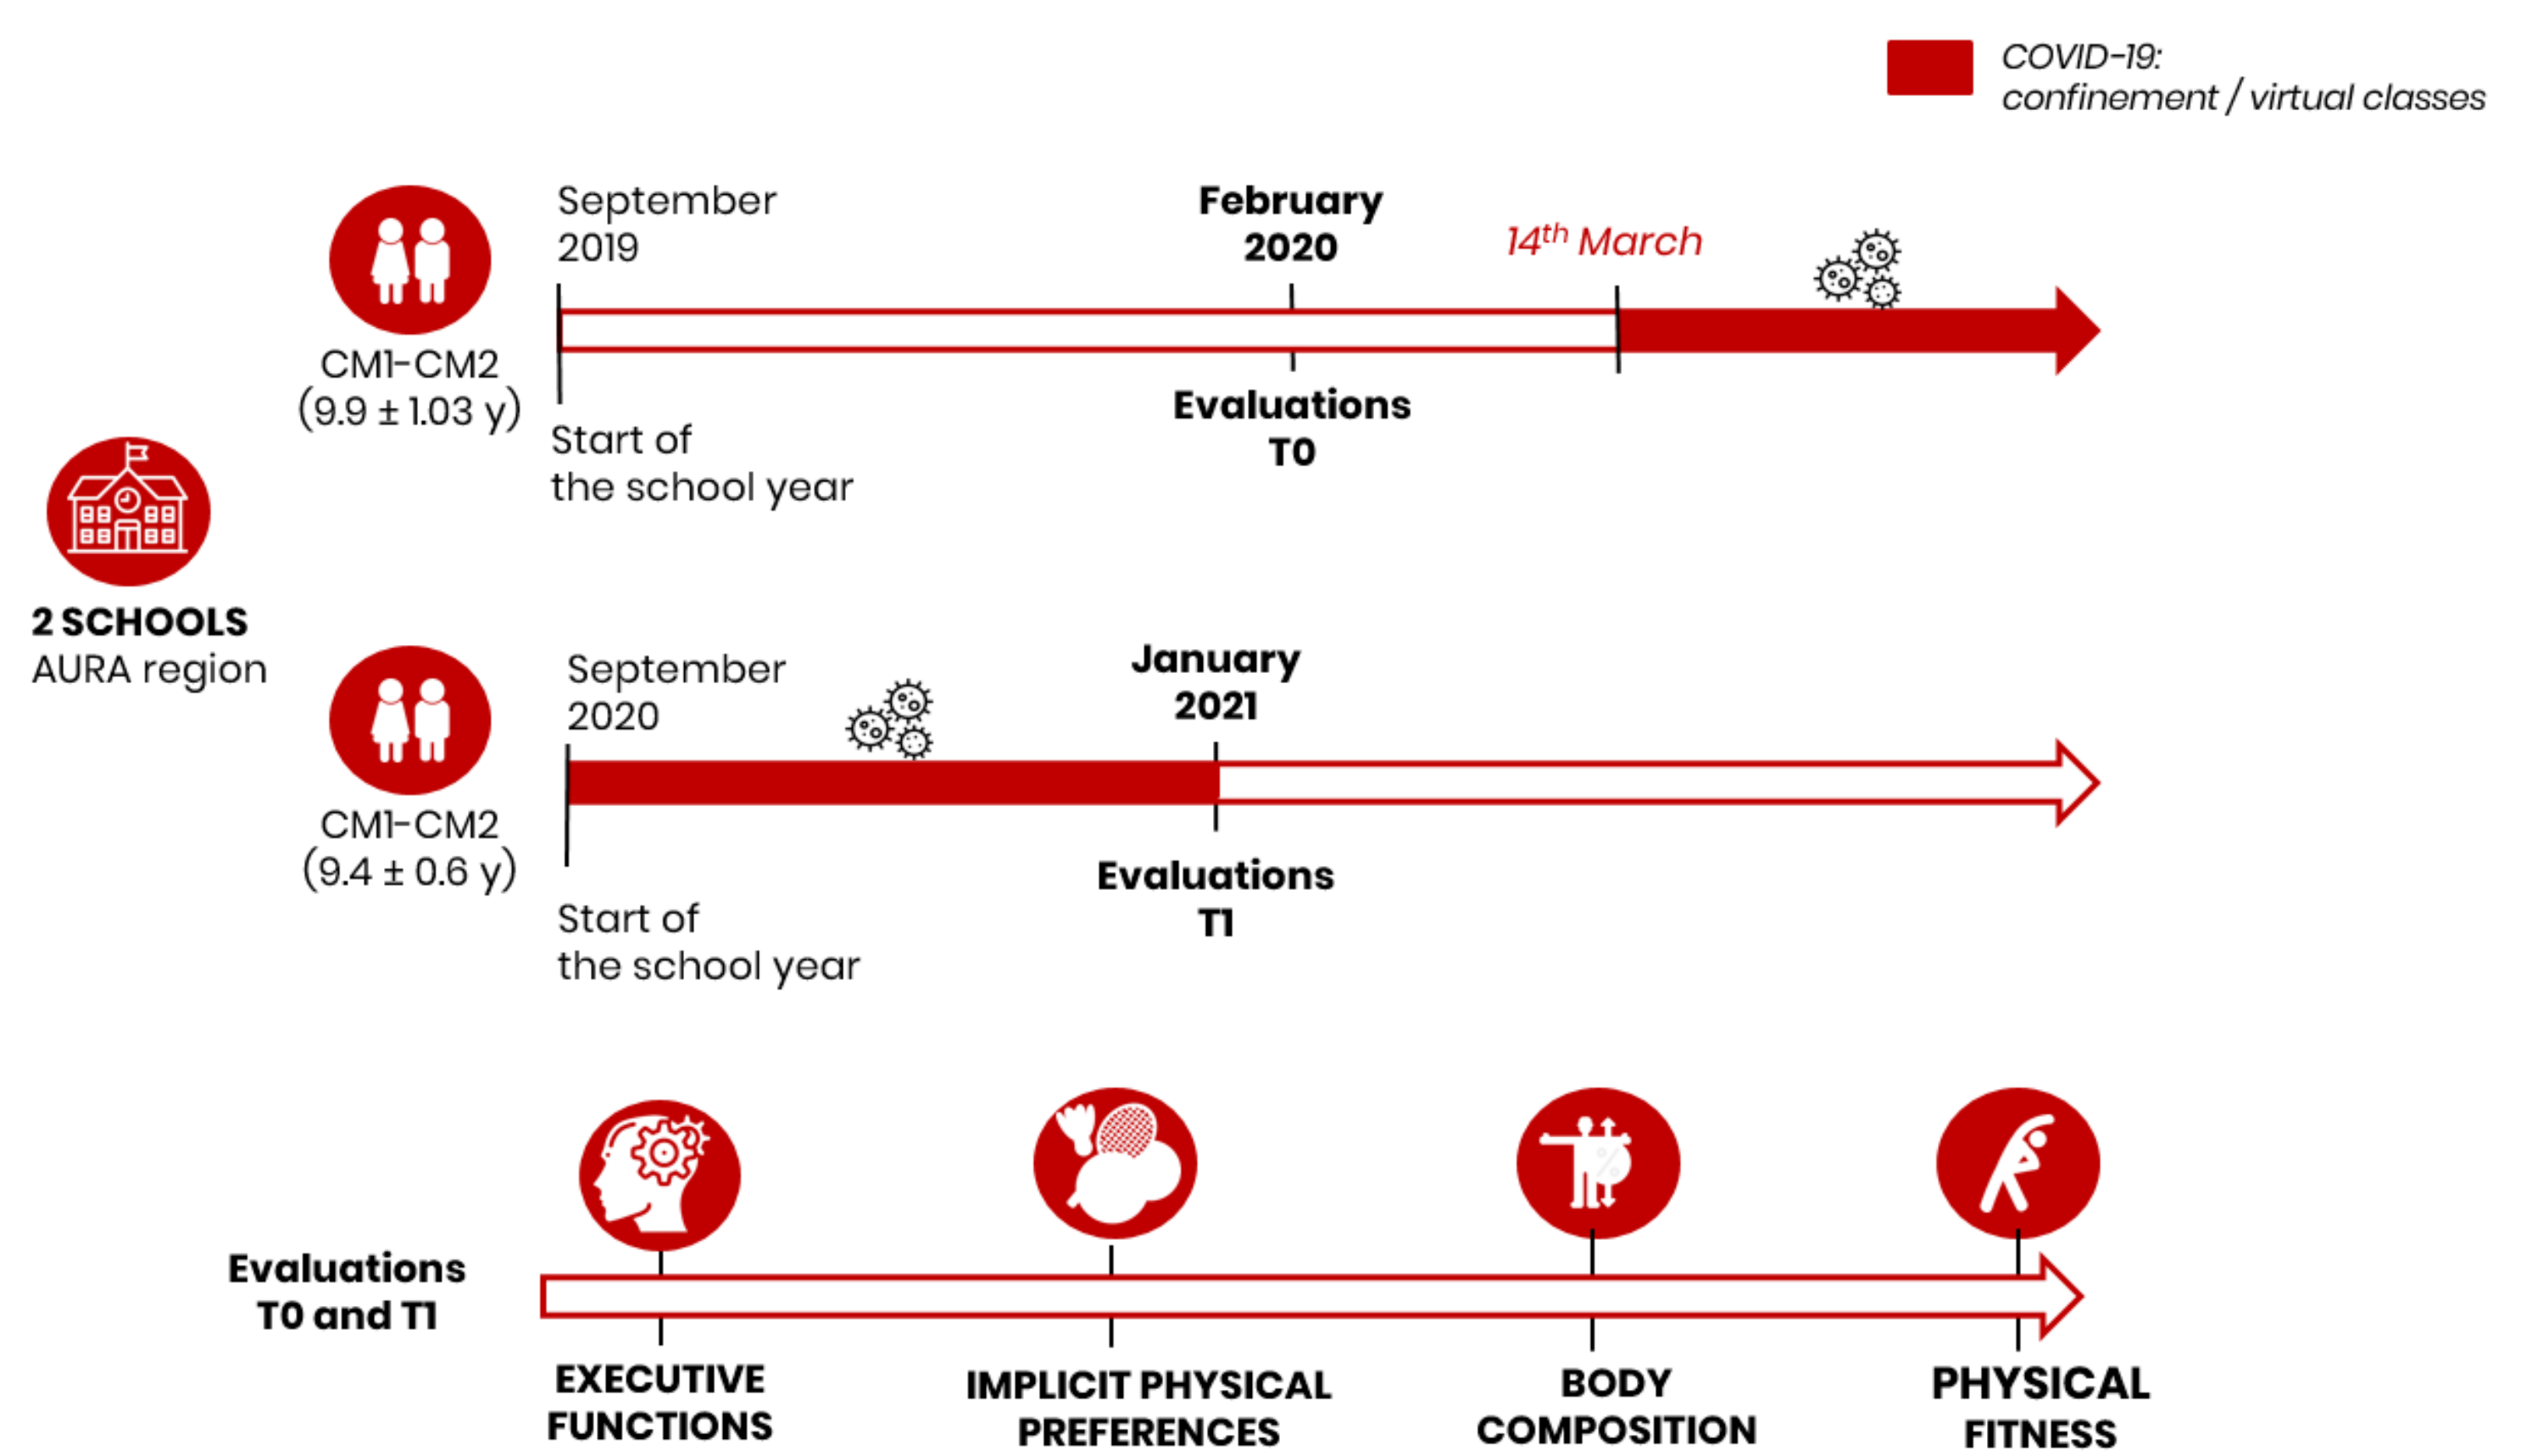 COVID-19:
confinement / virtual classes
September
2019
February
2020
14th March
CM1-CM2
(9.9 ± 1.03 y)
Start of
the school year
Evaluations
T0
2 SCHOOLS
AURA region
September
2020
January
2021
CM1-CM2
(9.4 ± 0.6 y)
Start of
the school year
Evaluations
T1
Evaluations
T0 and T1
EXECUTIVE
FUNCTIONS
IMPLICIT PHYSICAL
PREFERENCES
BODY
COMPOSITION
PHYSICAL
FITNESS